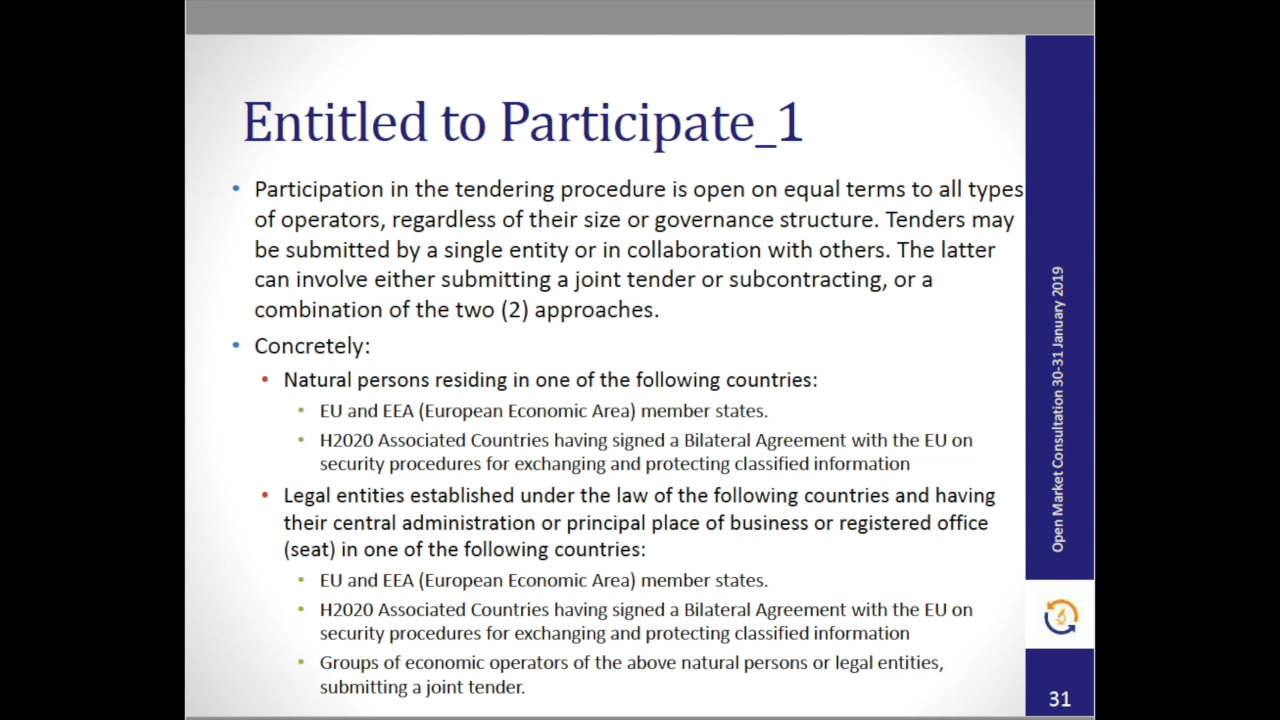 Entitled to Participate_1
• Participation in the tendering procedure is open on equal terms to all types
of operators, regardless of their size or governance structure. Tenders may
be submitted by a single entity or in collaboration with others. The latter
can involve either submitting a joint tender or subcontracting, or a
combination of the two (2) approaches.
• Concretely:
• Natural persons residing in one of the following countries:
• EU and EEA (European Economic Area) member states.
• H2020 Associated Countries having signed a Bilateral Agreement with the EU on
security procedures for exchanging and protecting classified information
• Legal entities established under the law of the following countries and having
their central administration or principal place of business or registered office
(seat) in one of the following countries:
• EU and EEA (European Economic Area) member states.
• H2020 Associated Countries having signed a Bilateral Agreement with the EU on
security procedures for exchanging and protecting classified information
• Groups of economic operators of the above natural persons or legal entities,
submitting a joint tender.
Open Market Consultation 30-31 January 2019
31